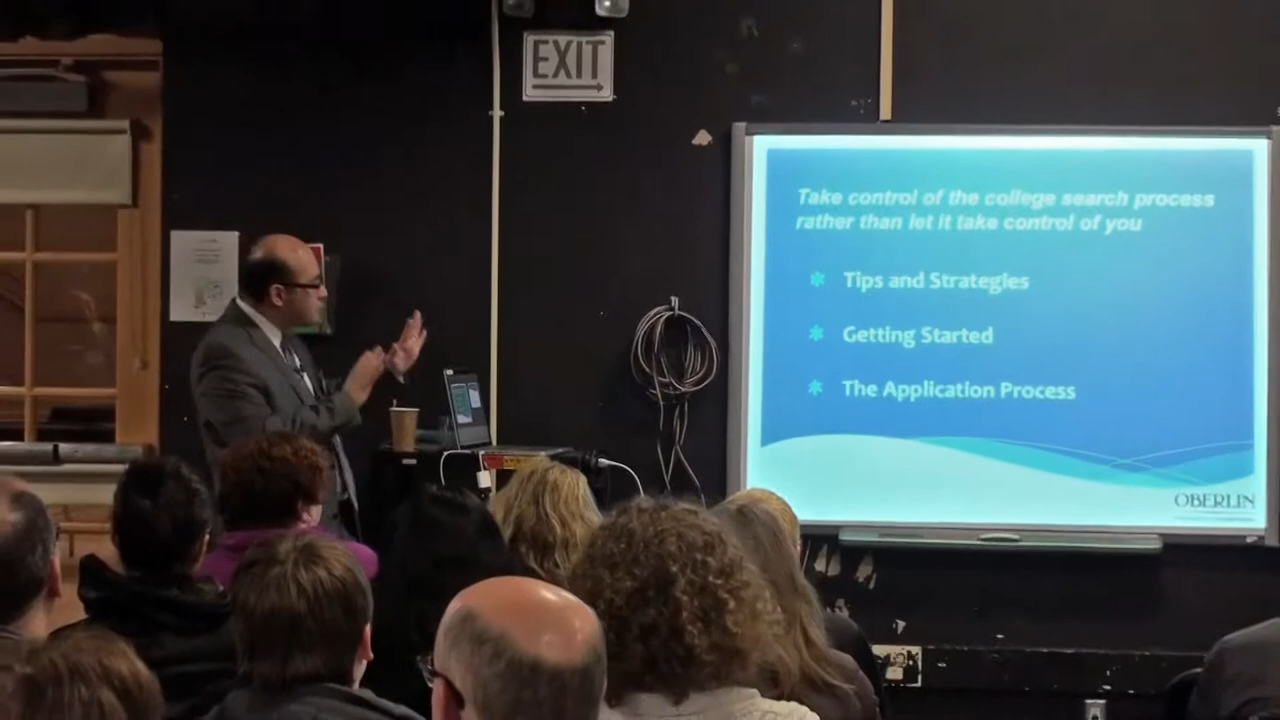 EXIT
Take control of the college search process
rather than let it take control of you
Tips and Strategies
Getting Started
The Application Process
OBERLIN